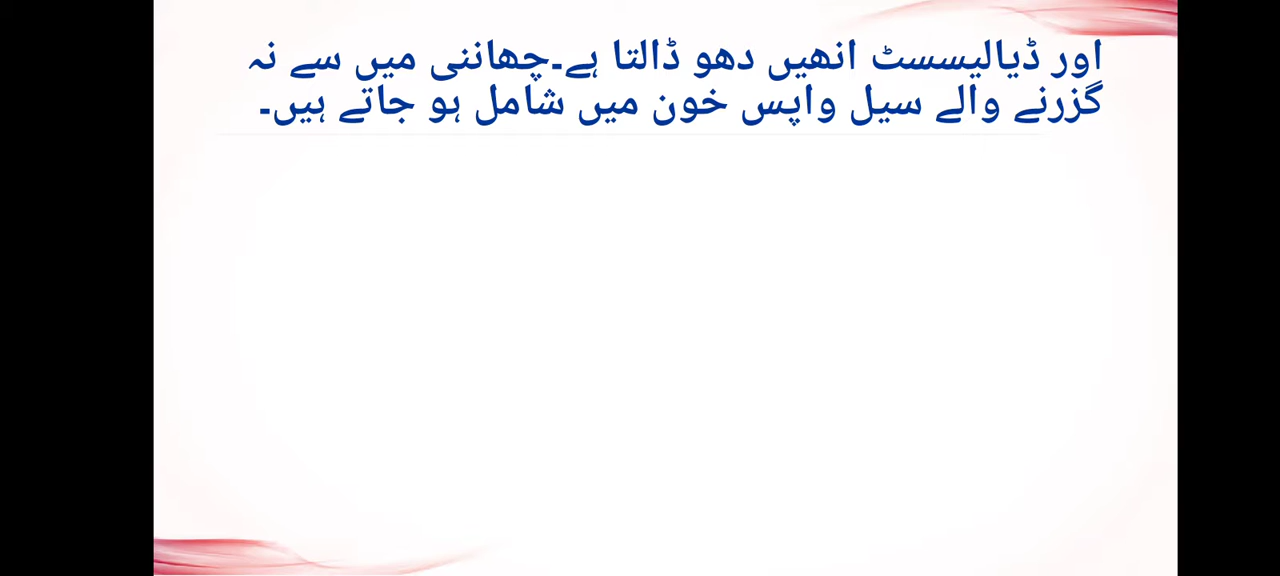 اور ڈیالیسسٹ انھیں دھو ڈالتا ہے۔چھاننی میں سے نہ
گزرنے والے سیل واپس خون میں شامل ہو جاتے ہیں۔